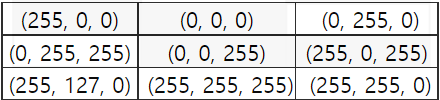 (255, 0, 0) (0, 0, 0) (0, 255, 0)
(0, 255, 255) (0, 0, 255) (255, 0, 255)
(255, 127, 0) (255, 255, 255) (255, 255, 0)